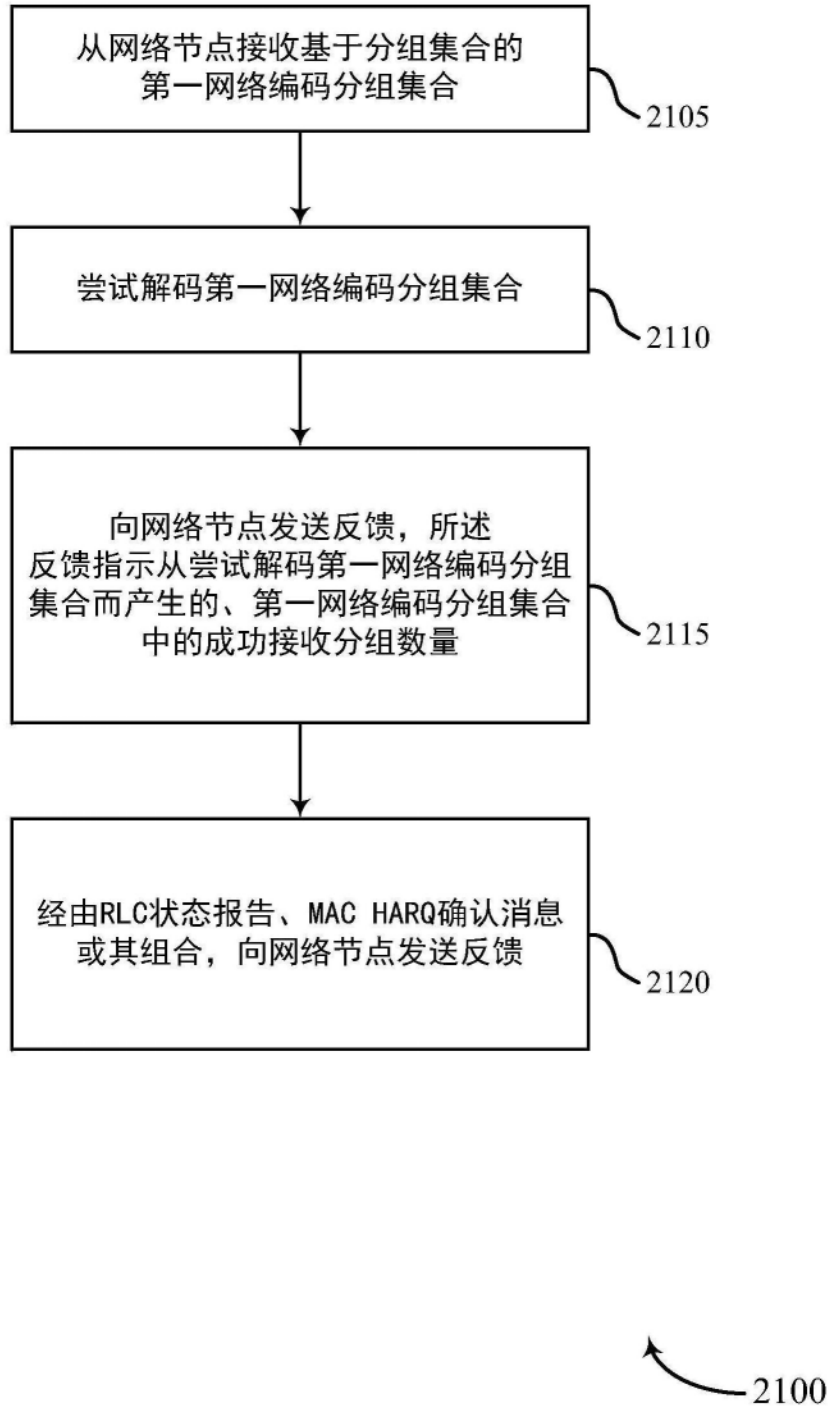 从网络节点接收基于分组集合的
第一网络编码分组集合
2105
尝试解码第一网络编码分组集合
2110
向网络节点发送反馈，所述
反馈指示从尝试解码第一网络编码分组
集合而产生的、第一网络编码分组集合
中的成功接收分组数量
2115
经由RLC状态报告、MAC HARQ确认消息
或其组合，向网络节点发送反馈
2120
2100